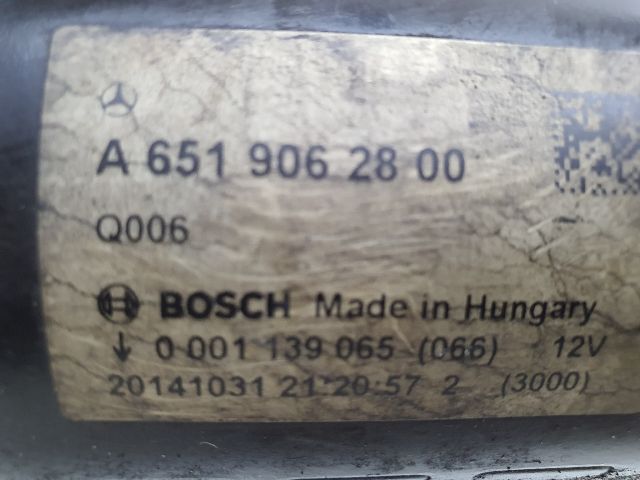 A 651 906 28 00
Q006
BOSCH Made in Hungary
↓ 0 001 139 065 (066) 12V
20141031 21:20:57 2 (3000)